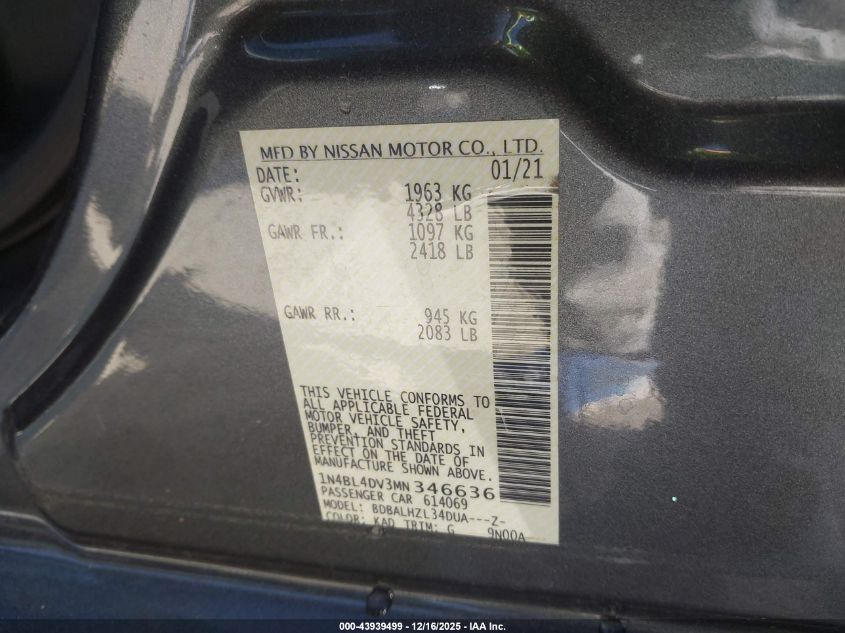 MFD BY NISSAN MOTOR CO., LTD.
DATE: 01/21
GVWR: 1963 KG
4328 LB
GAWR FR.: 1097 KG
2418 LB
GAWR RR.: 945 KG
2083 LB
THIS VEHICLE CONFORMS TO
ALL APPLICABLE FEDERAL
MOTOR VEHICLE SAFETY,
BUMPER, AND THEFT
PREVENTION STANDARDS IN
EFFECT ON THE DATE OF
MANUFACTURE SHOWN ABOVE.
1N4BL4DV3MN346636
PASSENGER CAR 614069
MODEL: BDBALHZL34DUA---Z-
COLOR: KAD TRIM: G 9N00A
000-43939499 - 12/16/2025 - IAA Inc.